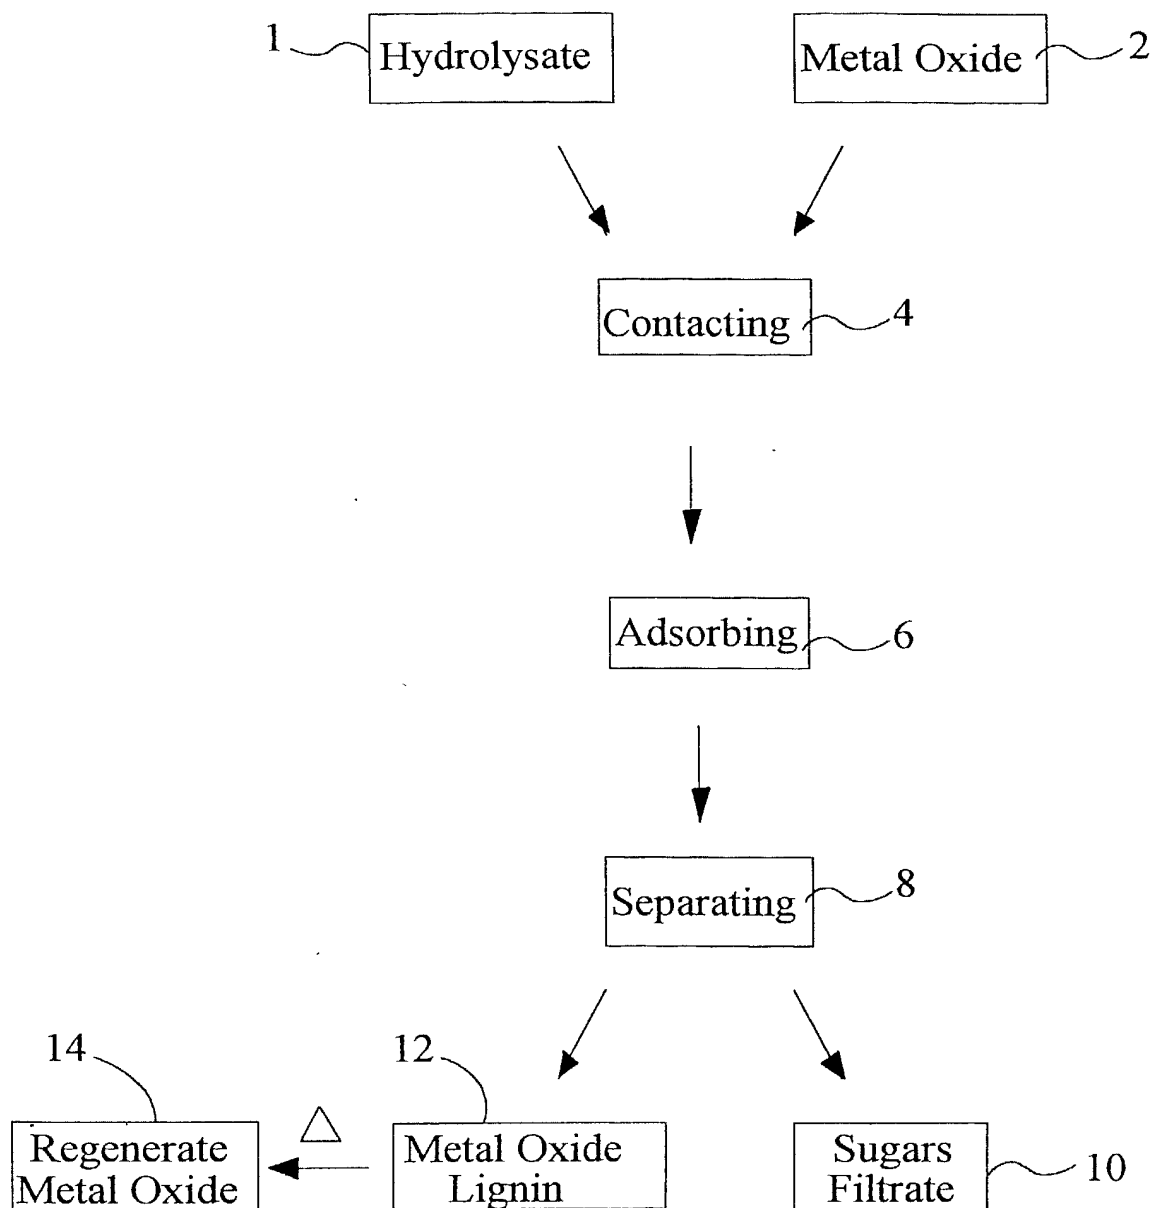 1
Hydrolysate
Metal Oxide
2
Contacting
4
Adsorbing
6
Separating
8
14
12
Regenerate
Metal Oxide
△
Metal Oxide
Lignin
Sugars
Filtrate
10